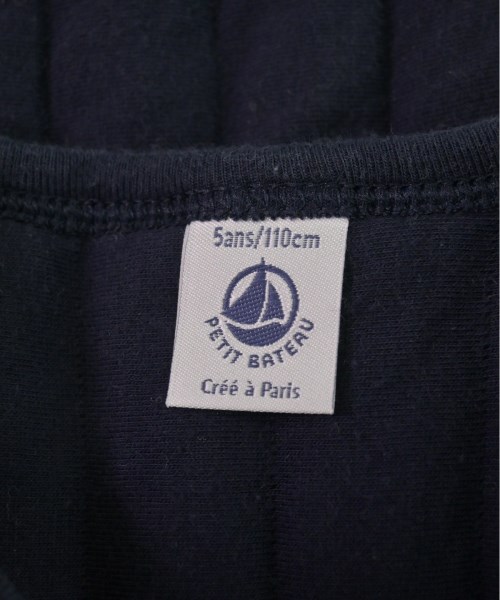 5ans/110cm
PETIT BATEAU
Créé à Paris